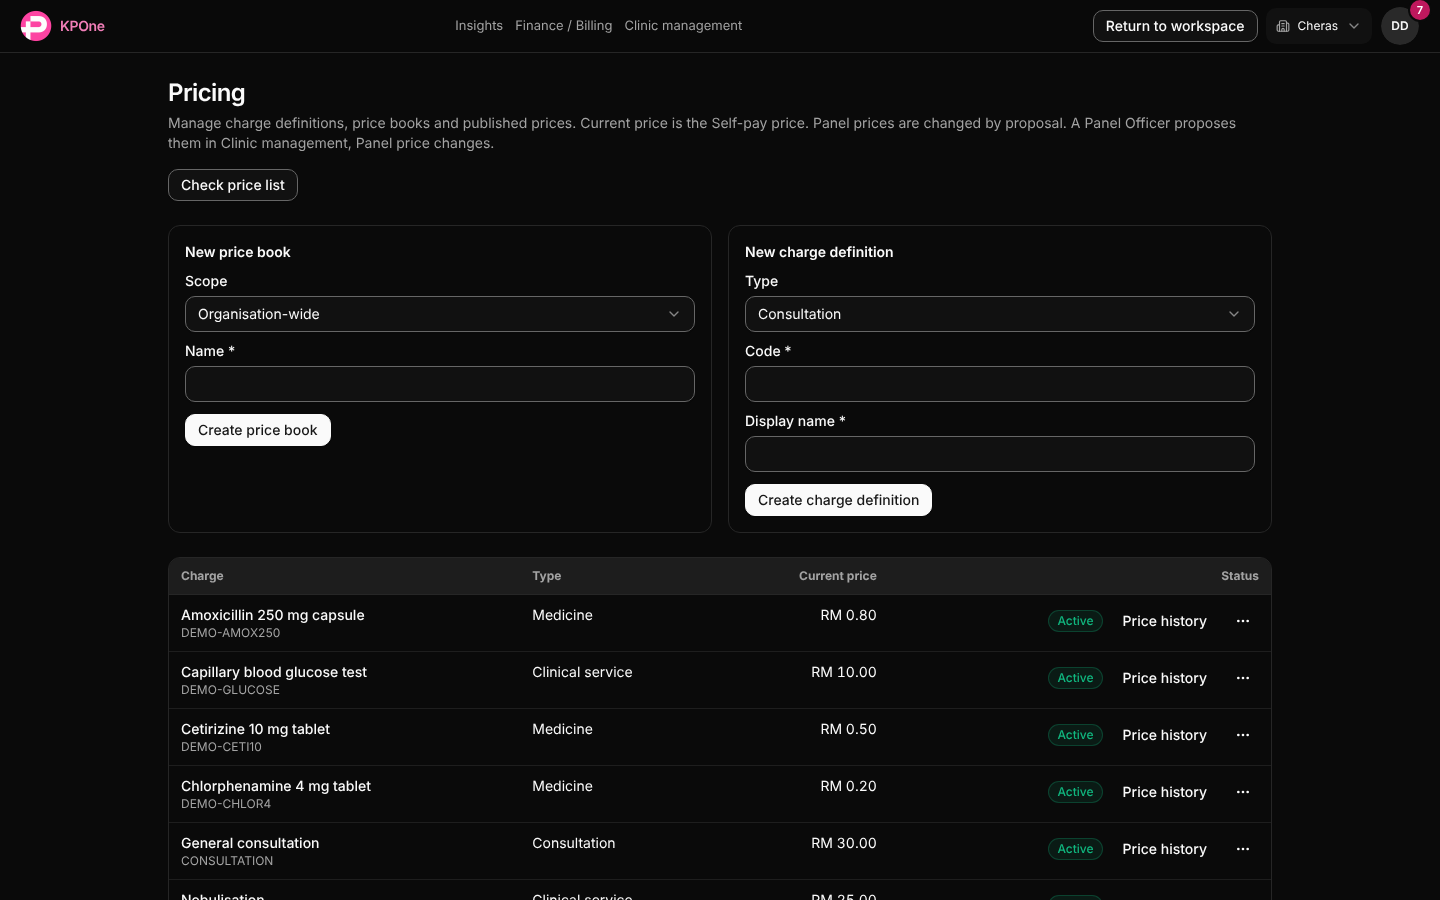 KPOne
Insights Finance / Billing Clinic management
Return to workspace
Cheras
DD
7
Pricing
Manage charge definitions, price books and published prices. Current price is the Self-pay price. Panel prices are changed by proposal. A Panel Officer proposes
them in Clinic management, Panel price changes.
Check price list
New price book
Scope
Organisation-wide
Name *
Create price book
New charge definition
Type
Consultation
Code *
Display name *
Create charge definition
Charge Type Current price Status
Amoxicillin 250 mg capsule Medicine RM 0.80 Active Price history ...
DEMO-AMOX250
Capillary blood glucose test Clinical service RM 10.00 Active Price history ...
DEMO-GLUCOSE
Cetirizine 10 mg tablet Medicine RM 0.50 Active Price history ...
DEMO-CETI10
Chlorphenamine 4 mg tablet Medicine RM 0.20 Active Price history ...
DEMO-CHLOR4
General consultation Consultation RM 30.00 Active Price history ...
CONSULTATION
Nebulisation Clinical service RM 25.00